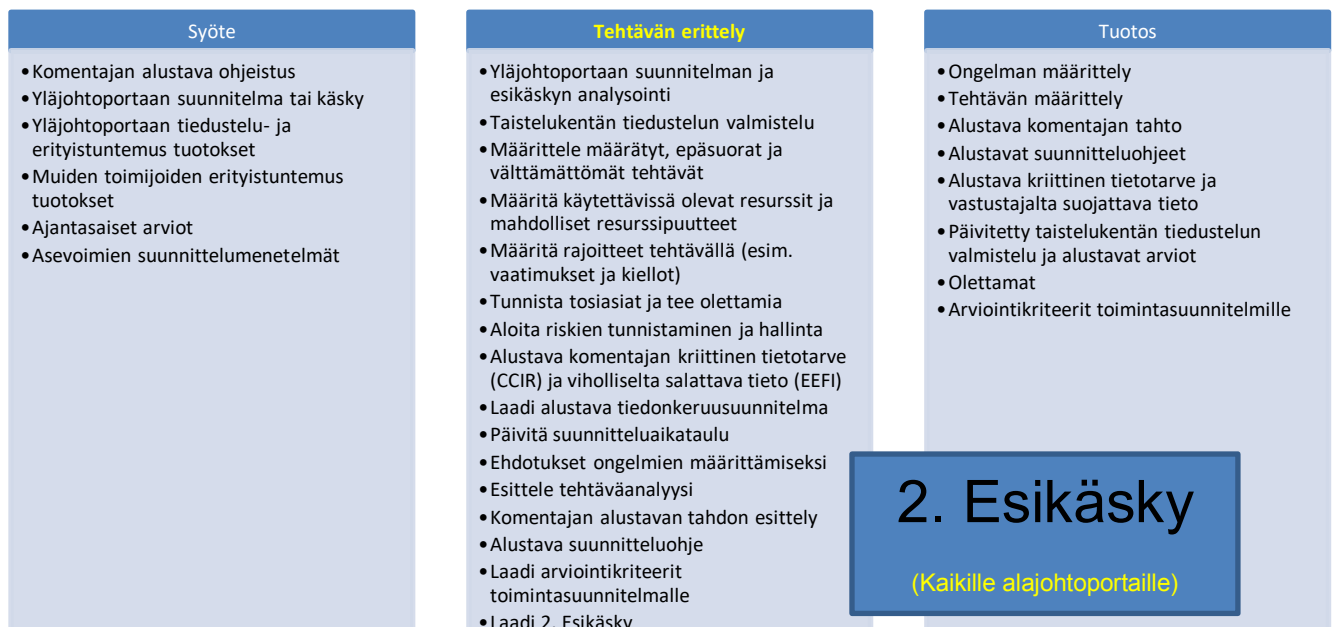 Syöte
•Komentajan alustava ohjeistus
•Yläjohtoportaan suunnitelma tai käsky
•Yläjohtoportaan tiedustelu- ja
erityistuntemus tuotokset
•Muiden toimijoiden erityistuntemus
tuotokset
•Ajantasaiset arviot
•Asevoimien suunnittelumenetelmät
Tehtävän erittely
•Yläjohtoportaan suunnitelman ja
esikäskyn analysointi
•Taistelukentän tiedustelun valmistelu
•Määrittele määrätyt, epäsuorat ja
välttämättömät tehtävät
•Määritä käytettävissä olevat resurssit ja
mahdolliset resurssipuutteet
•Määritä rajoitteet tehtävällä (esim.
vaatimukset ja kiellot)
•Tunnista tosiasiat ja tee olettamia
•Aloita riskien tunnistaminen ja hallinta
•Alustava komentajan kriittinen tietotarve
(CCIR) ja viholliselta salattava tieto (EEFI)
•Laadi alustava tiedonkeruusuunnitelma
•Päivitä suunnitteluaikataulu
•Ehdotukset ongelmien määrittämiseksi
•Esittele tehtäväanalyysi
•Komentajan alustavan tahdon esittely
•Alustava suunnitteluohje
•Laadi arviointikriteerit
toimintasuunnitelmalle
•Laadi 2. Esikäsky
Tuotos
•Ongelman määrittely
•Tehtävän määrittely
•Alustava komentajan tahto
•Alustavat suunnitteluohjeet
•Alustava kriittinen tietotarve ja
vastustajalta suojattava tieto
•Päivitetty taistelukentän tiedustelun
valmistelu ja alustavat arviot
•Olettamat
•Arviointikriteerit toimintasuunnitelmille
2. Esikäsky
(Kaikille alajohtoportaille)